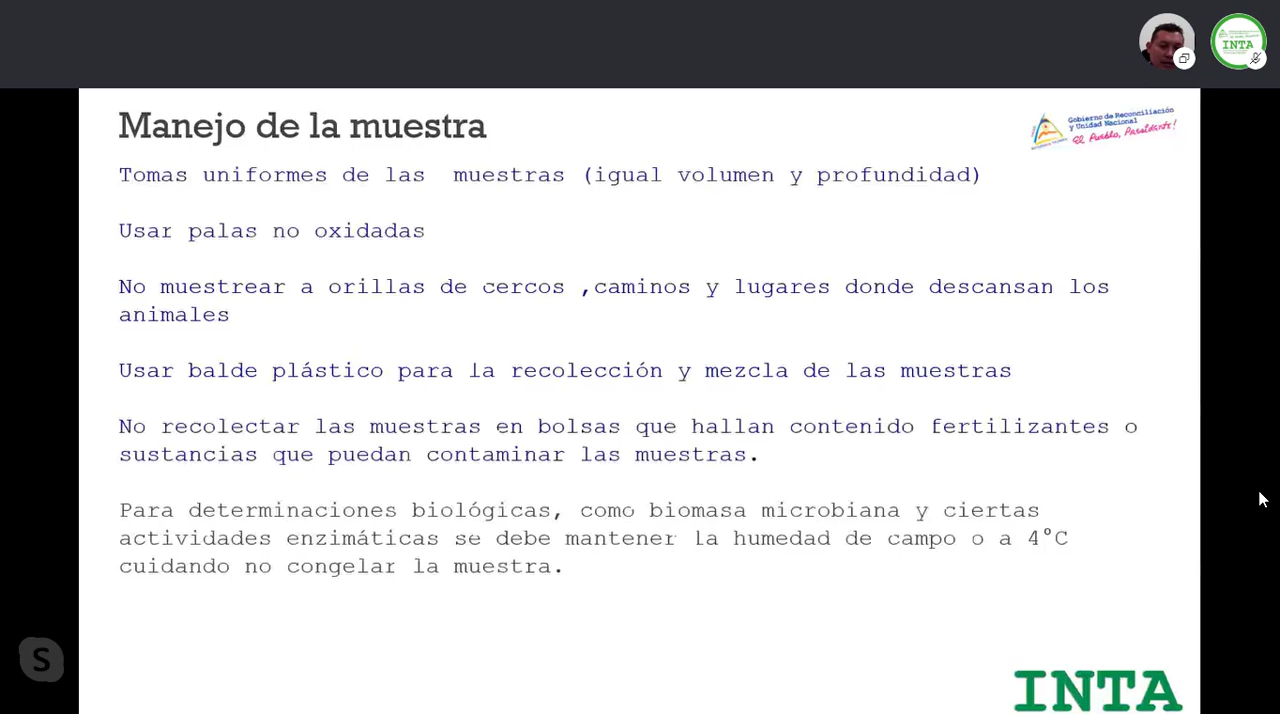 INTA
Manejo de la muestra
Gobierno de Reconciliación
y Unidad Nacional
El Pueblo, Presidente!
Tomas uniformes de las muestras (igual volumen y profundidad)
Usar palas no oxidadas
No muestrear a orillas de cercos ,caminos y lugares donde descansan los
animales
Usar balde plástico para la recolección y mezcla de las muestras
No recolectar las muestras en bolsas que hallan contenido fertilizantes o
sustancias que puedan contaminar las muestras.
Para determinaciones biológicas, como biomasa microbiana y ciertas
actividades enzimáticas se debe mantener la humedad de campo o a 4°C
cuidando no congelar la muestra.
S
INTA